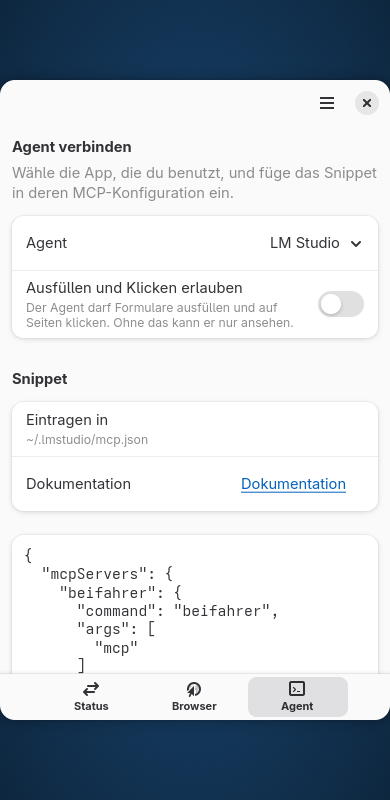 Agent verbinden
Wähle die App, die du benutzt, und füge das Snippet
in deren MCP-Konfiguration ein.
Agent
LM Studio
Ausfüllen und Klicken erlauben
Der Agent darf Formulare ausfüllen und auf
Seiten klicken. Ohne das kann er nur ansehen.
Snippet
Eintragen in
~/.lmstudio/mcp.json
Dokumentation
Dokumentation
{
  "mcpServers": {
    "beifahrer": {
      "command": "beifahrer",
      "args": [
        "mcp"
      ]
Status
Browser
Agent